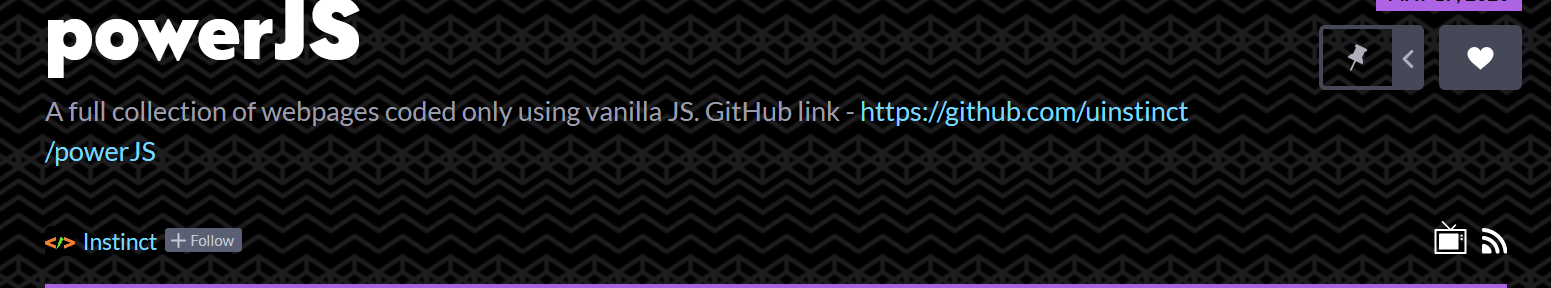 powerJS
A full collection of webpages coded only using vanilla JS. GitHub link - https://github.com/uinstinct
/powerJS
</> Instinct + Follow